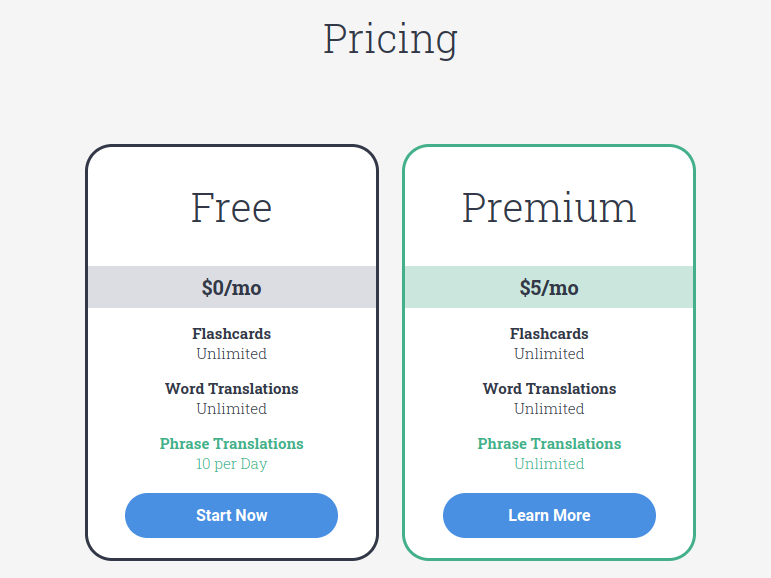 Pricing
Free
$0/mo
Flashcards
Unlimited
Word Translations
Unlimited
Phrase Translations
10 per Day
Start Now
Premium
$5/mo
Flashcards
Unlimited
Word Translations
Unlimited
Phrase Translations
Unlimited
Learn More